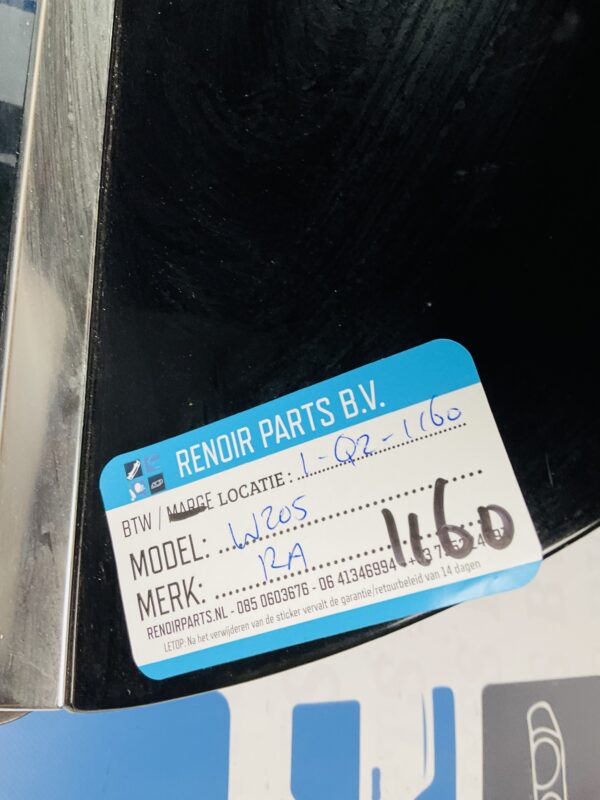 RENOIR PARTS B.V.
BTW / MARGE LOCATIE: 1-Q2-1160
MODEL: W205
MERK: RA
1160
RENOIRPARTS.NL - 085 0603676 - 06 41346994
LETOP: Na het verwijderen van de sticker vervalt de garantie/retourbeleid van 14 dagen